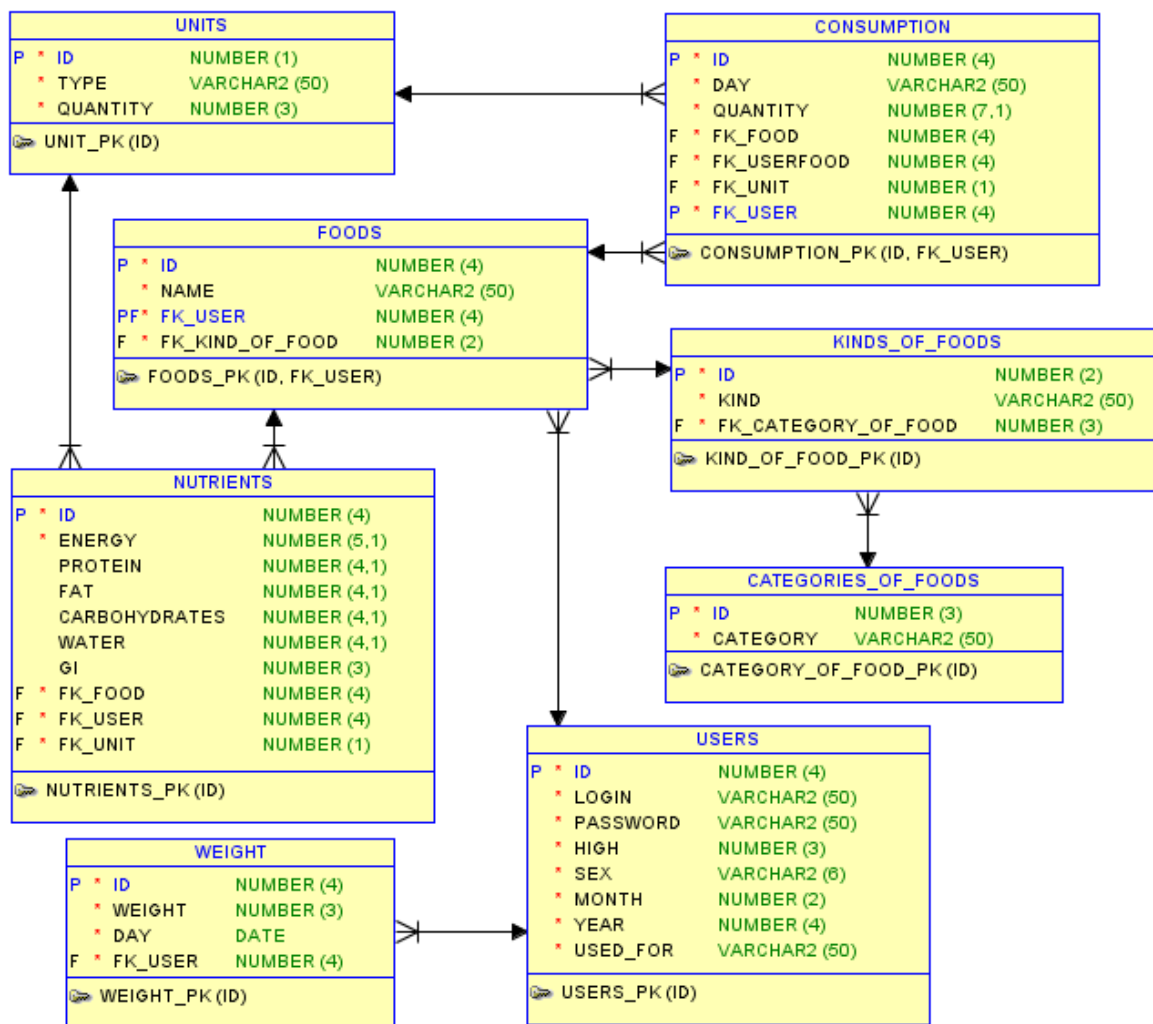 UNITS
P * ID NUMBER (1)
* TYPE VARCHAR2 (50)
* QUANTITY NUMBER (3)
UNIT_PK (ID)
CONSUMPTION
P * ID NUMBER (4)
* DAY VARCHAR2 (50)
* QUANTITY NUMBER (7,1)
F * FK_FOOD NUMBER (4)
F * FK_USERFOOD NUMBER (4)
F * FK_UNIT NUMBER (1)
P * FK_USER NUMBER (4)
CONSUMPTION_PK (ID, FK_USER)
FOODS
P * ID NUMBER (4)
* NAME VARCHAR2 (50)
PF* FK_USER NUMBER (4)
F * FK_KIND_OF_FOOD NUMBER (2)
FOODS_PK (ID, FK_USER)
KINDS_OF_FOODS
P * ID NUMBER (2)
* KIND VARCHAR2 (50)
F * FK_CATEGORY_OF_FOOD NUMBER (3)
KIND_OF_FOOD_PK (ID)
NUTRIENTS
P * ID NUMBER (4)
* ENERGY NUMBER (5,1)
PROTEIN NUMBER (4,1)
FAT NUMBER (4,1)
CARBOHYDRATES NUMBER (4,1)
WATER NUMBER (4,1)
GI NUMBER (3)
F * FK_FOOD NUMBER (4)
F * FK_USER NUMBER (4)
F * FK_UNIT NUMBER (1)
NUTRIENTS_PK (ID)
CATEGORIES_OF_FOODS
P * ID NUMBER (3)
* CATEGORY VARCHAR2 (50)
CATEGORY_OF_FOOD_PK (ID)
USERS
P * ID NUMBER (4)
* LOGIN VARCHAR2 (50)
* PASSWORD VARCHAR2 (50)
* HIGH NUMBER (3)
* SEX VARCHAR2 (6)
* MONTH NUMBER (2)
* YEAR NUMBER (4)
* USED_FOR VARCHAR2 (50)
USERS_PK (ID)
WEIGHT
P * ID NUMBER (4)
* WEIGHT NUMBER (3)
* DAY DATE
F * FK_USER NUMBER (4)
WEIGHT_PK (ID)